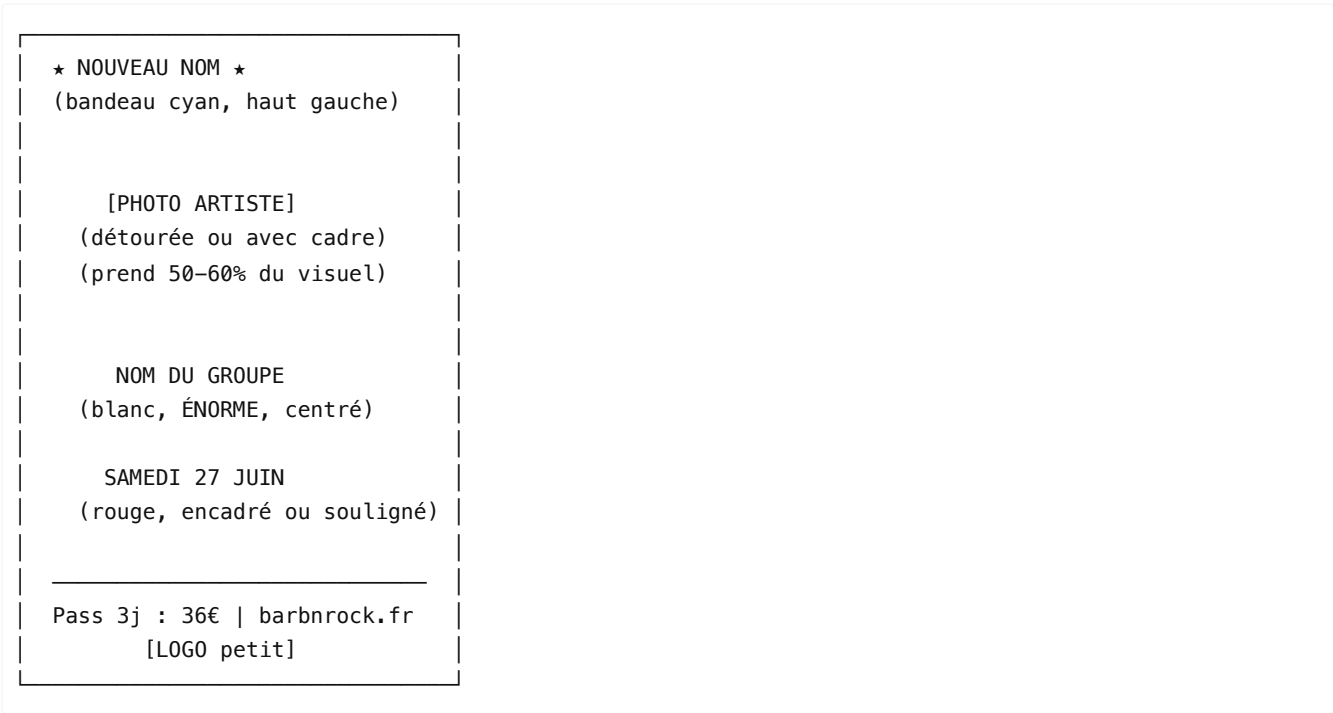 ★ NOUVEAU NOM ★
(bandeau cyan, haut gauche)
[PHOTO ARTISTE]
(détourée ou avec cadre)
(prend 50–60% du visuel)
NOM DU GROUPE
(blanc, ÉNORME, centré)
SAMEDI 27 JUIN
(rouge, encadré ou souligné)
Pass 3j : 36€ | barbnrock.fr
[LOGO petit]